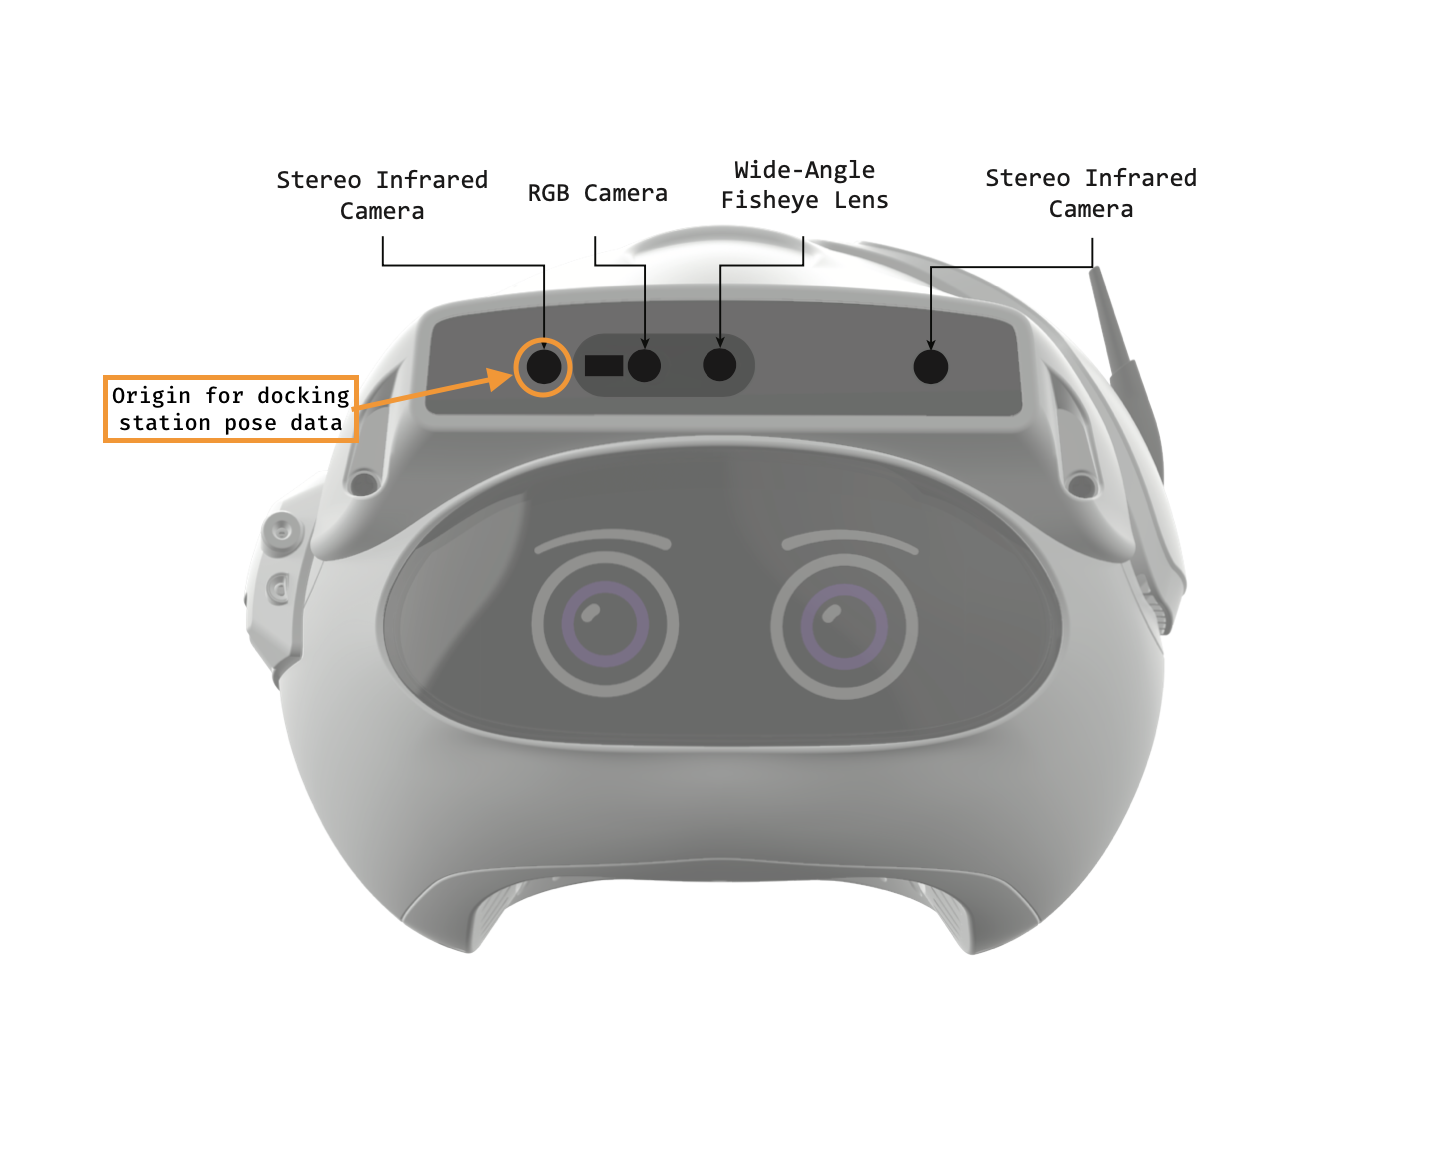 Stereo Infrared
Camera
RGB Camera
Wide-Angle
Fisheye Lens
Stereo Infrared
Camera
Origin for docking
station pose data